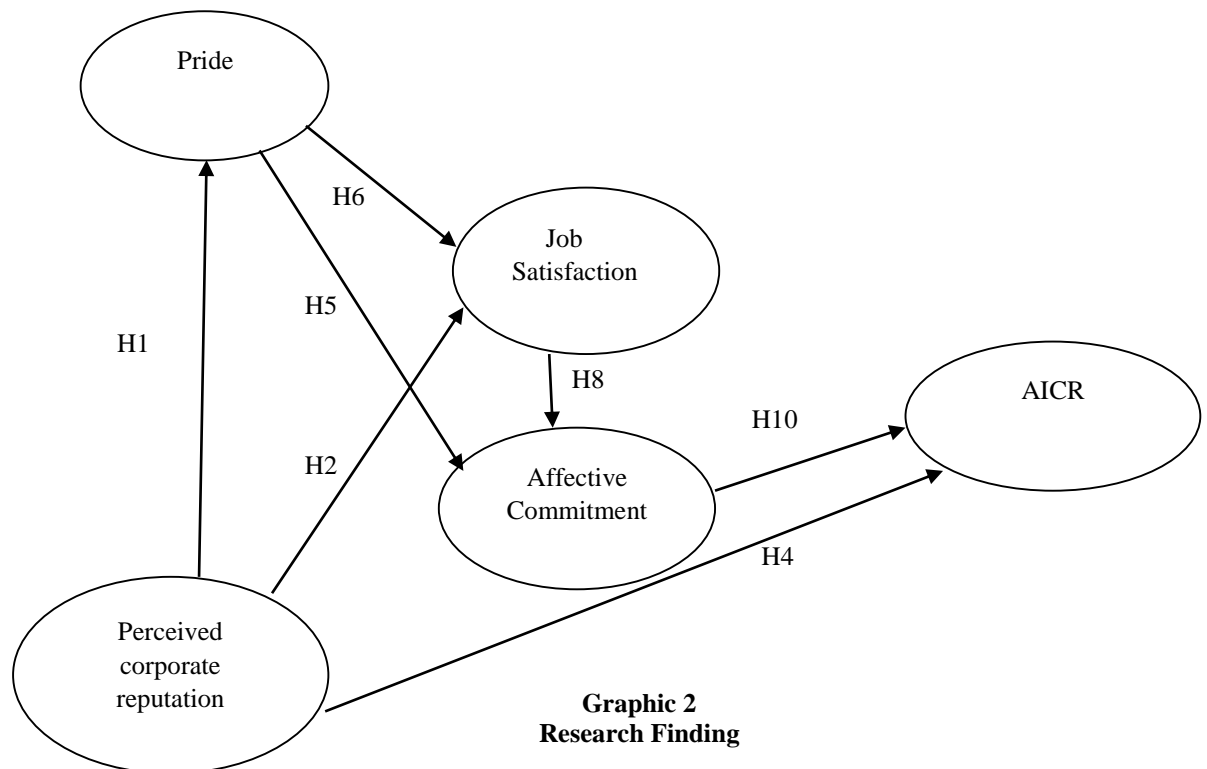 Pride
H6
Job
Satisfaction
H5
H1
H8
AICR
H10
H2
Affective
Commitment
H4
Perceived
corporate
reputation
Graphic 2
Research Finding